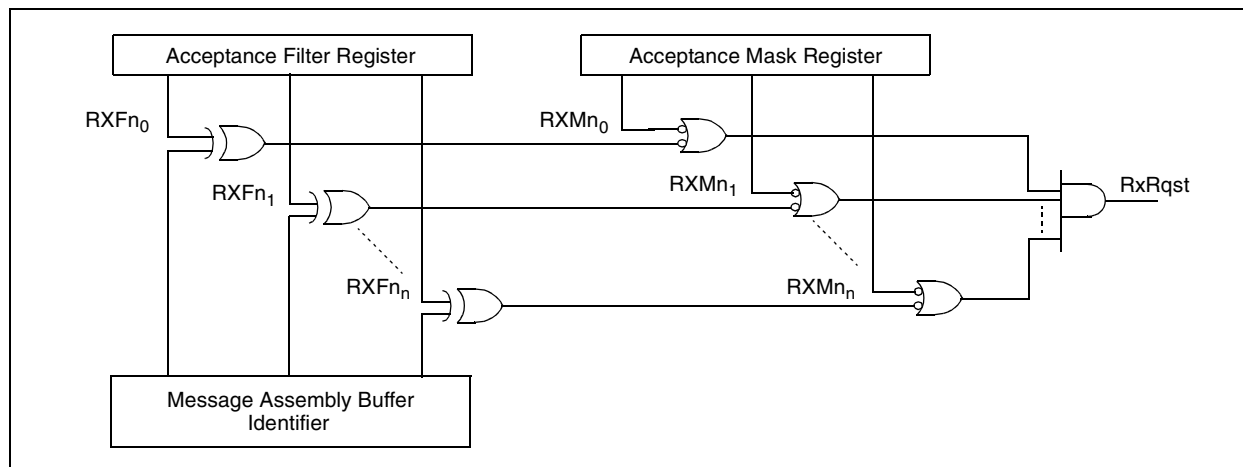 Acceptance Filter Register
Acceptance Mask Register
RXFn0
RXMn0
RXFn1
RXMn1
RxRqst
RXFnn
RXMnn
Message Assembly Buffer
Identifier